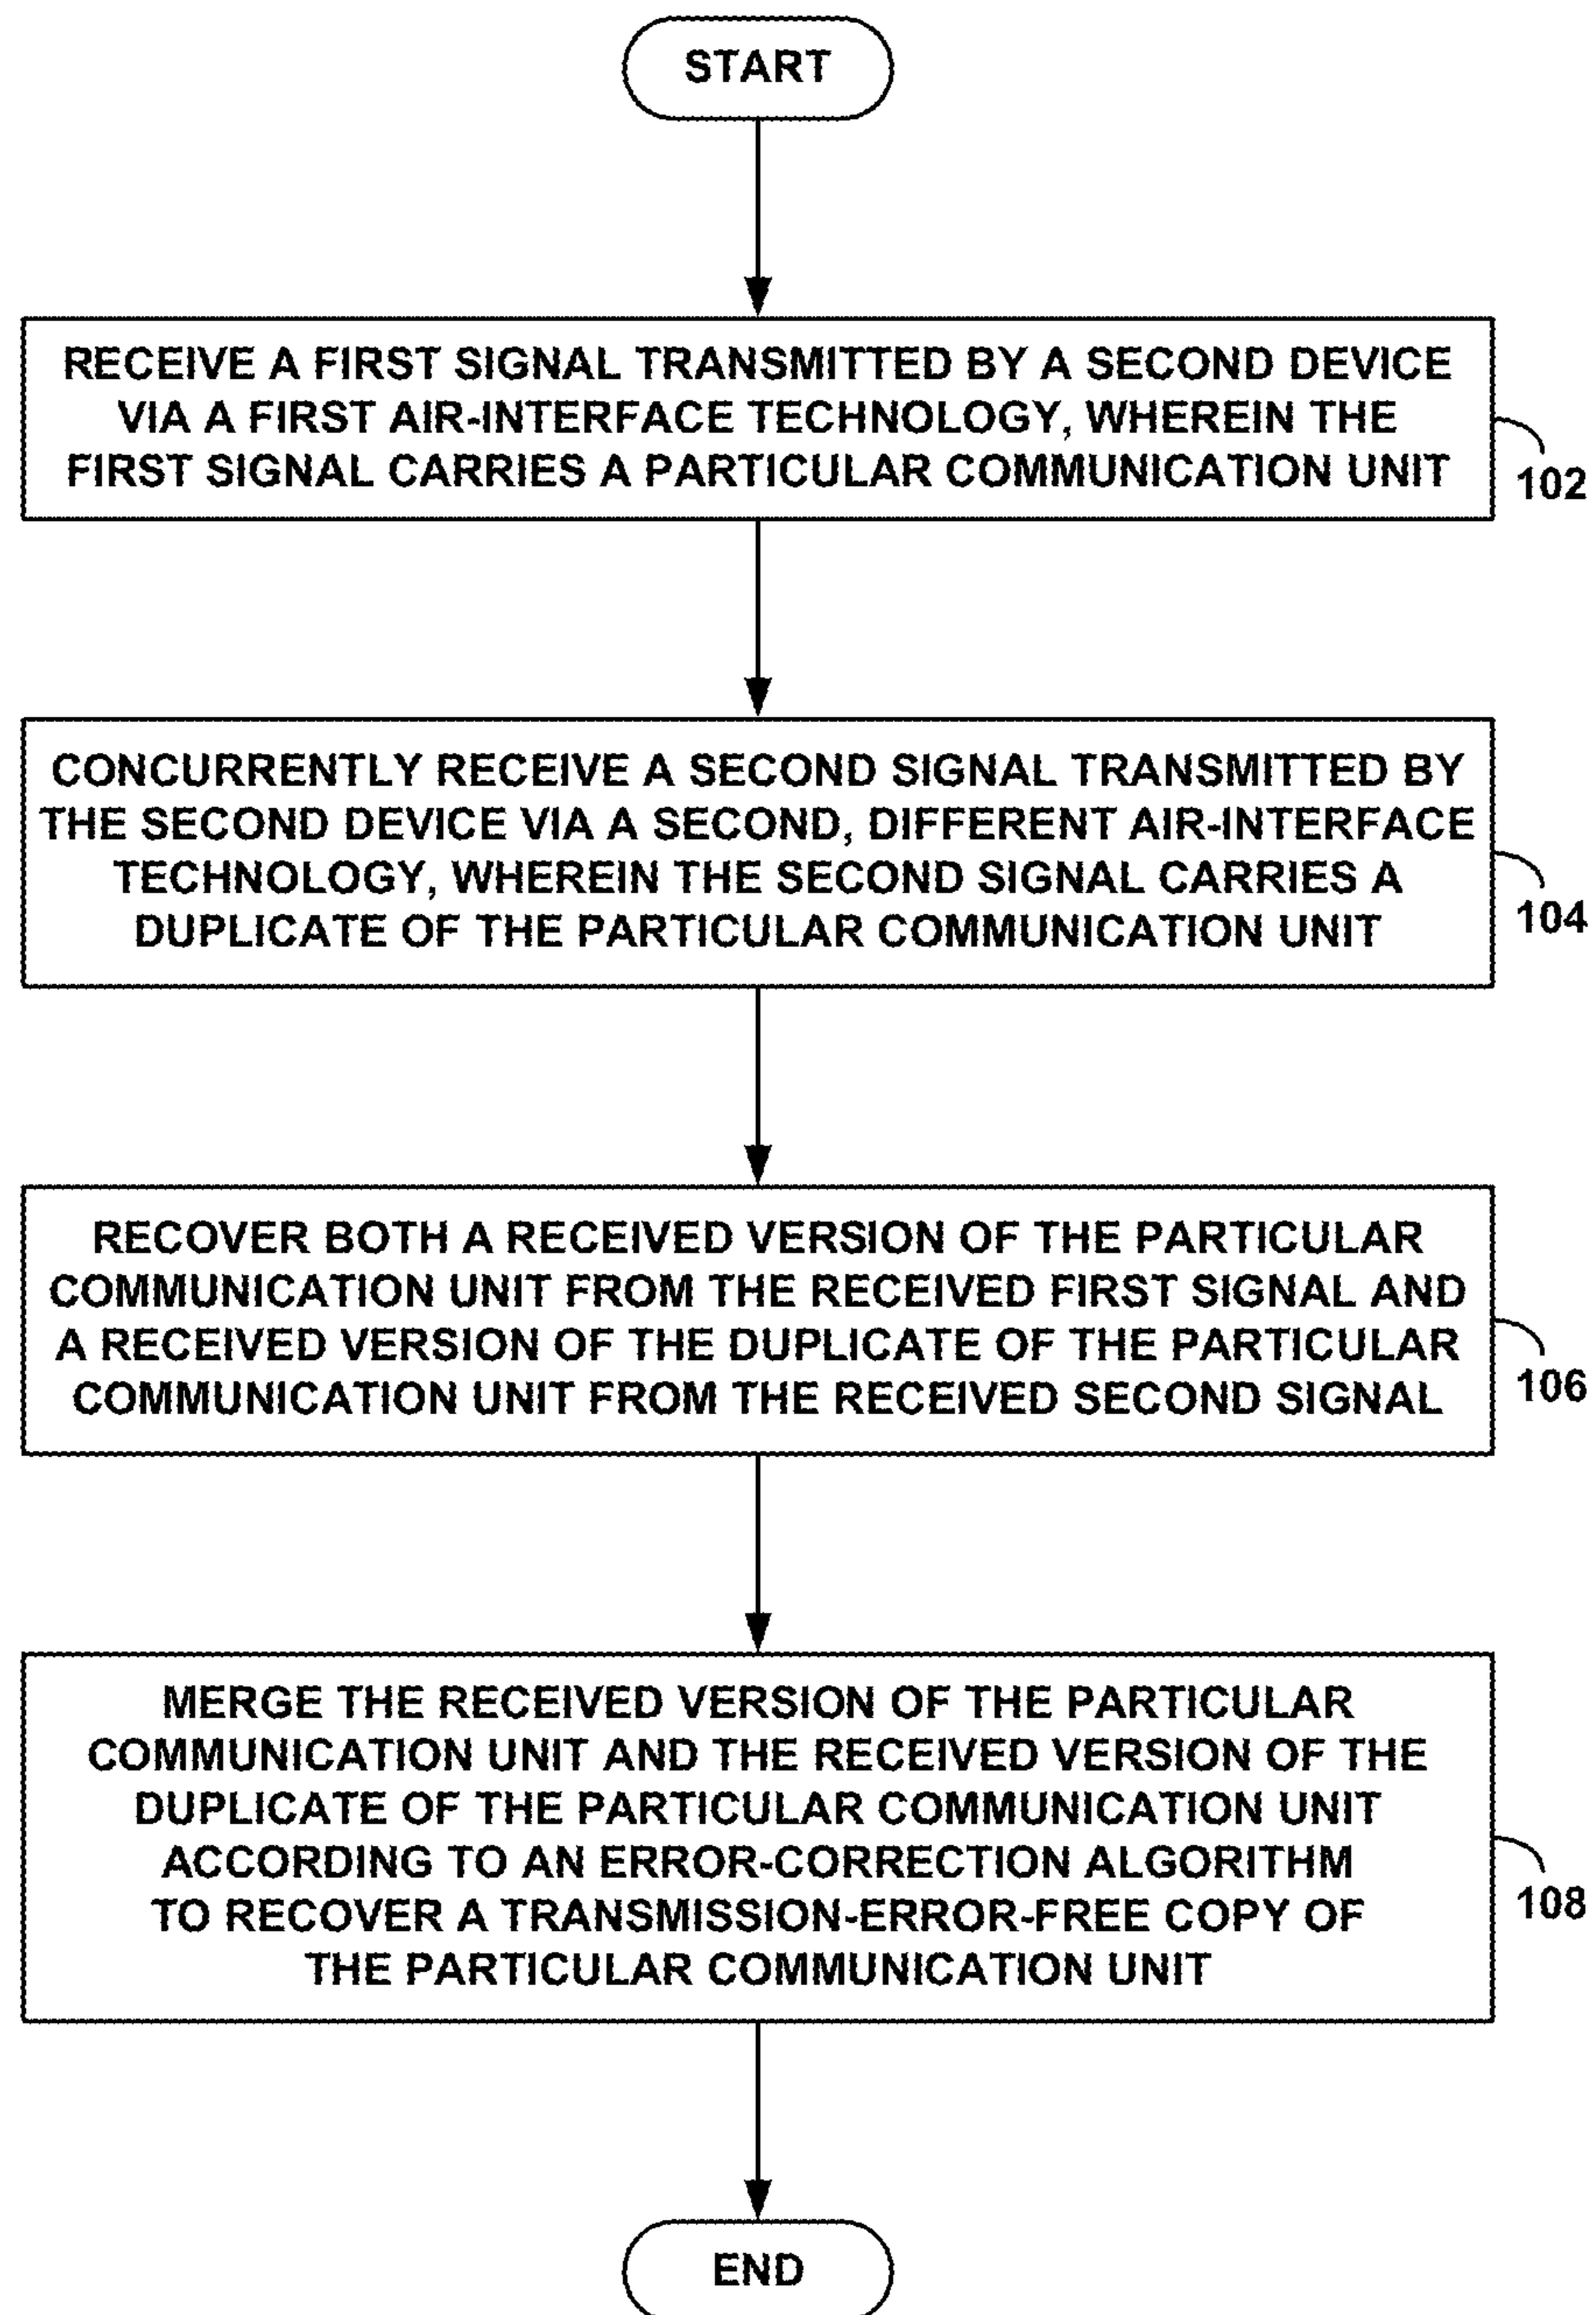 START
RECEIVE A FIRST SIGNAL TRANSMITTED BY A SECOND DEVICE
VIA A FIRST AIR-INTERFACE TECHNOLOGY, WHEREIN THE
FIRST SIGNAL CARRIES A PARTICULAR COMMUNICATION UNIT
102
CONCURRENTLY RECEIVE A SECOND SIGNAL TRANSMITTED BY
THE SECOND DEVICE VIA A SECOND, DIFFERENT AIR-INTERFACE
TECHNOLOGY, WHEREIN THE SECOND SIGNAL CARRIES A
DUPLICATE OF THE PARTICULAR COMMUNICATION UNIT
104
RECOVER BOTH A RECEIVED VERSION OF THE PARTICULAR
COMMUNICATION UNIT FROM THE RECEIVED FIRST SIGNAL AND
A RECEIVED VERSION OF THE DUPLICATE OF THE PARTICULAR
COMMUNICATION UNIT FROM THE RECEIVED SECOND SIGNAL
106
MERGE THE RECEIVED VERSION OF THE PARTICULAR
COMMUNICATION UNIT AND THE RECEIVED VERSION OF THE
DUPLICATE OF THE PARTICULAR COMMUNICATION UNIT
ACCORDING TO AN ERROR-CORRECTION ALGORITHM
TO RECOVER A TRANSMISSION-ERROR-FREE COPY OF
THE PARTICULAR COMMUNICATION UNIT
108
END